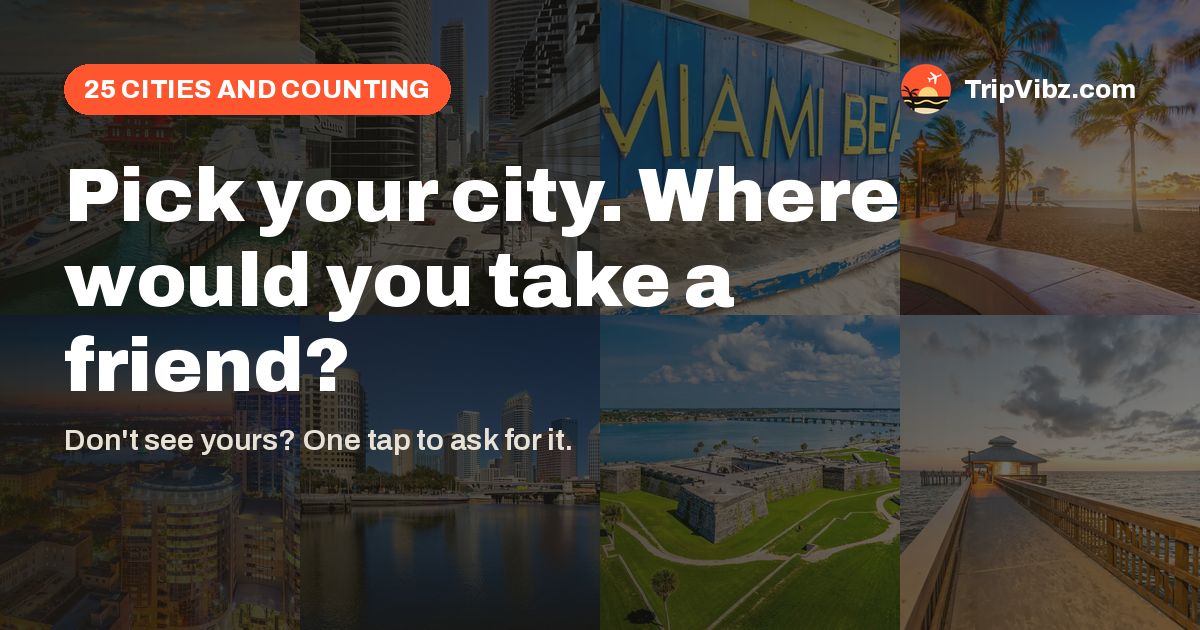 25 CITIES AND COUNTING
TripVibz.com
Pick your city. Where
would you take a
friend?
Don't see yours? One tap to ask for it.
MIAMI BEA